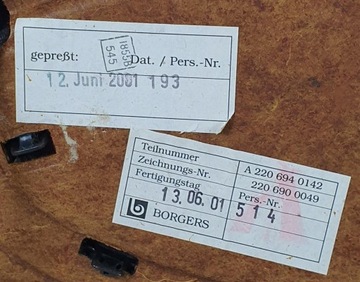 gepreßt:
Dat. / Pers.-Nr.
545
12. Juni 2001 193
Teilnummer A 220 694 0142
Zeichnungs-Nr. 220 690 0049
Fertigungstag Pers.-Nr.
13.06.01 514
BORGERS